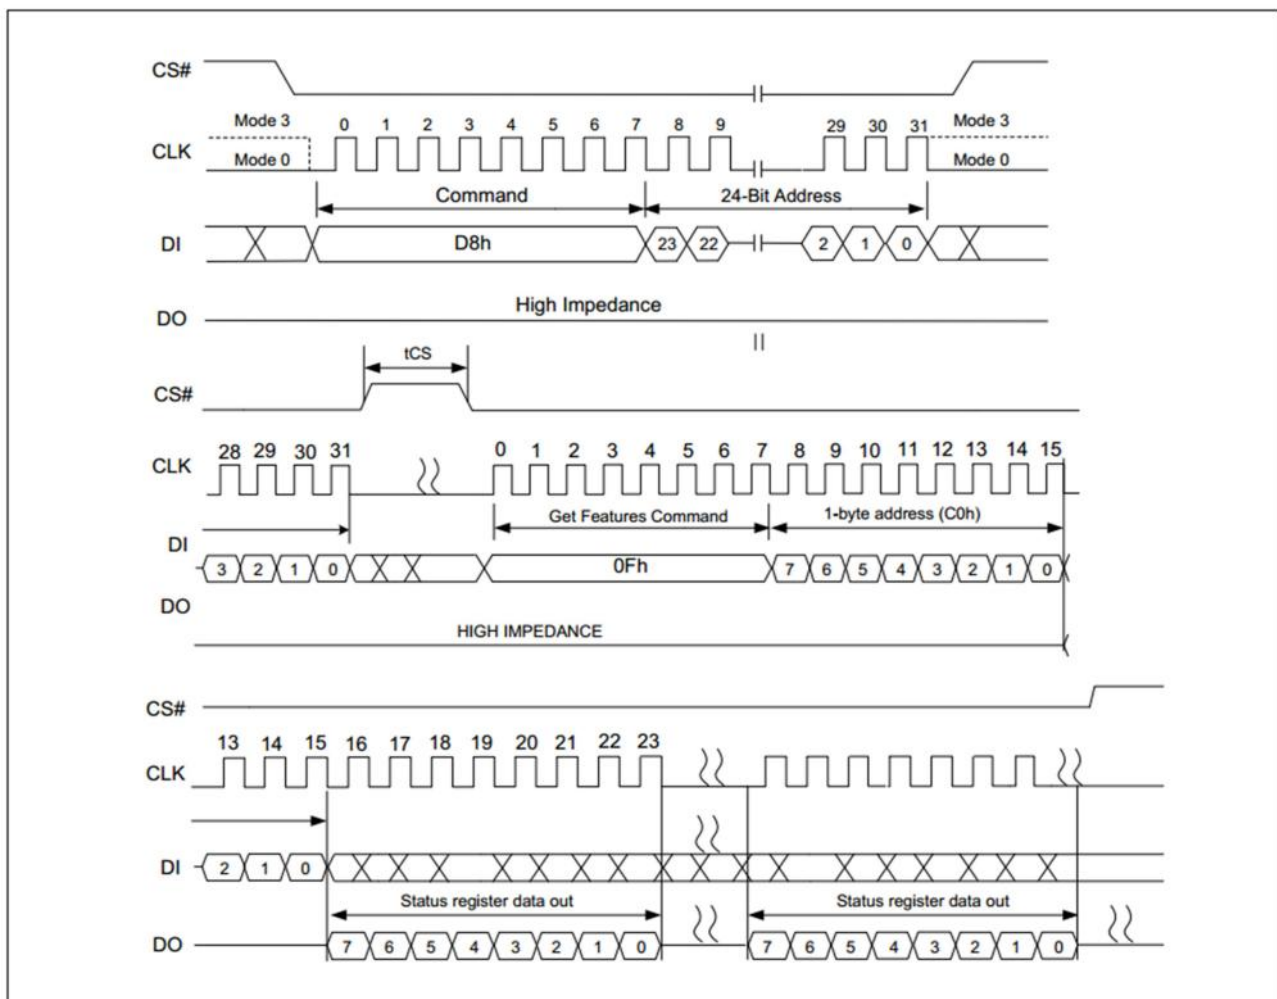 CS#
Mode 3 0 1 2 3 4 5 6 7 8 9 29 30 31 Mode 3
CLK
Mode 0 Mode 0
Command 24-Bit Address
DI D8h 23 22 2 1 0
High Impedance
DO
tCS
CS#
28 29 30 31 0 1 2 3 4 5 6 7 8 9 10 11 12 13 14 15
CLK
Get Features Command 1-byte address (C0h)
DI
3 2 1 0 0Fh 7 6 5 4 3 2 1 0
DO
HIGH IMPEDANCE
CS#
13 14 15 16 17 18 19 20 21 22 23
CLK
DI 2 1 0
Status register data out Status register data out
DO 7 6 5 4 3 2 1 0 7 6 5 4 3 2 1 0